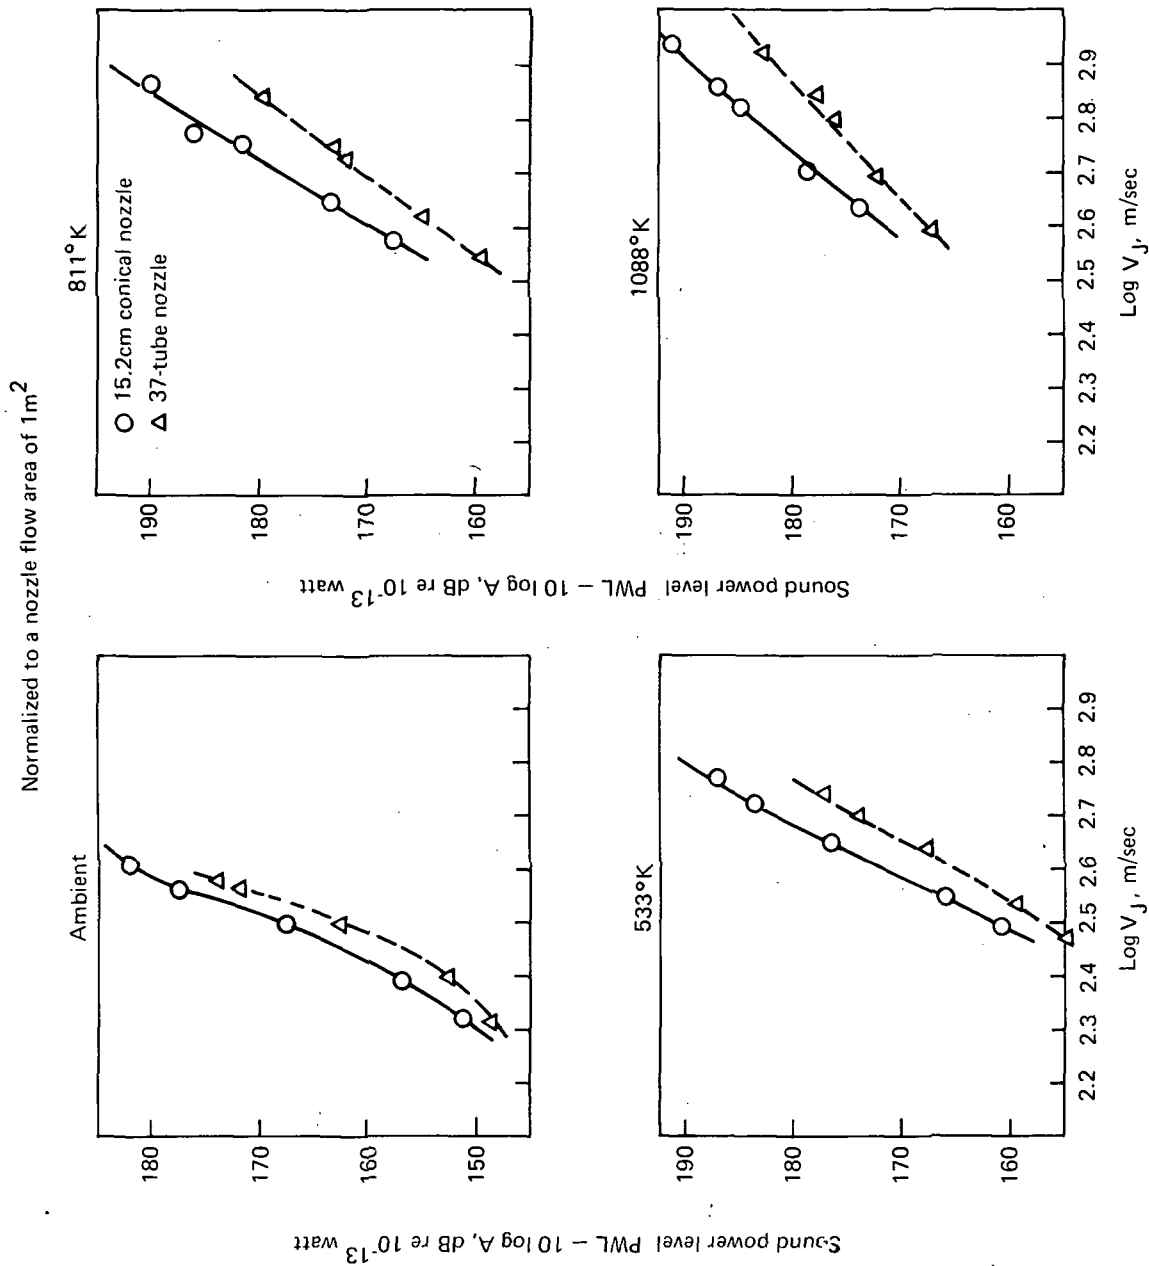 Normalized to a nozzle flow area of 1m²
Ambient
180
170
160
150
Sound power level PWL – 10 log A, dB re 10⁻¹³ watt
811°K
○ 15.2cm conical nozzle
△ 37-tube nozzle
190
180
170
160
533°K
190
180
170
160
2.2 2.3 2.4 2.5 2.6 2.7 2.8 2.9
Log V_J, m/sec
Sound power level PWL – 10 log A, dB re 10⁻¹³ watt
1088°K
190
180
170
160
2.2 2.3 2.4 2.5 2.6 2.7 2.8 2.9
Log V_J, m/sec